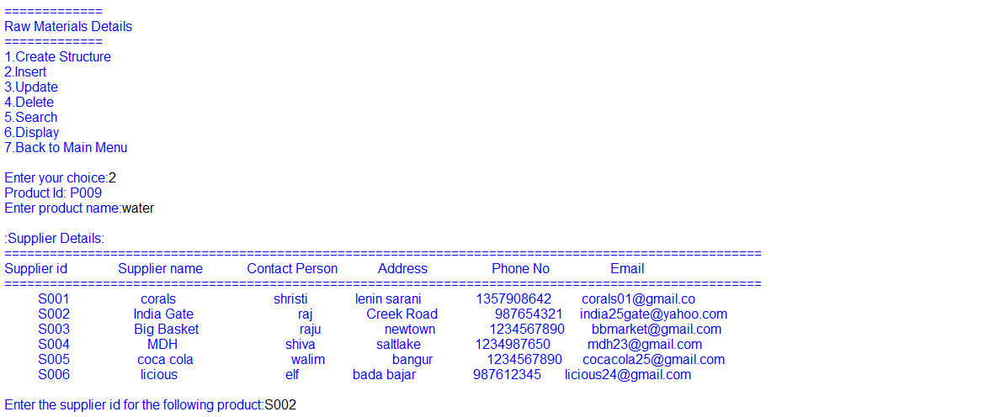 =============
Raw Materials Details
=============
1.Create Structure
2.Insert
3.Update
4.Delete
5.Search
6.Display
7.Back to Main Menu
Enter your choice:2
Product Id: P009
Enter product name:water
:Supplier Details:
====================================================================================================
Supplier id Supplier name Contact Person Address Phone No Email
====================================================================================================
S001 corals shristi lenin sarani 1357908642 corals01@gmail.co
S002 India Gate raj Creek Road 987654321 india25gate@yahoo.com
S003 Big Basket raju newtown 1234567890 bbmarket@gmail.com
S004 MDH shiva saltlake 1234987650 mdh23@gmail.com
S005 coca cola walim bangur 1234567890 cocacola25@gmail.com
S006 licious elf bada bajar 987612345 licious24@gmail.com
Enter the supplier id for the following product:S002